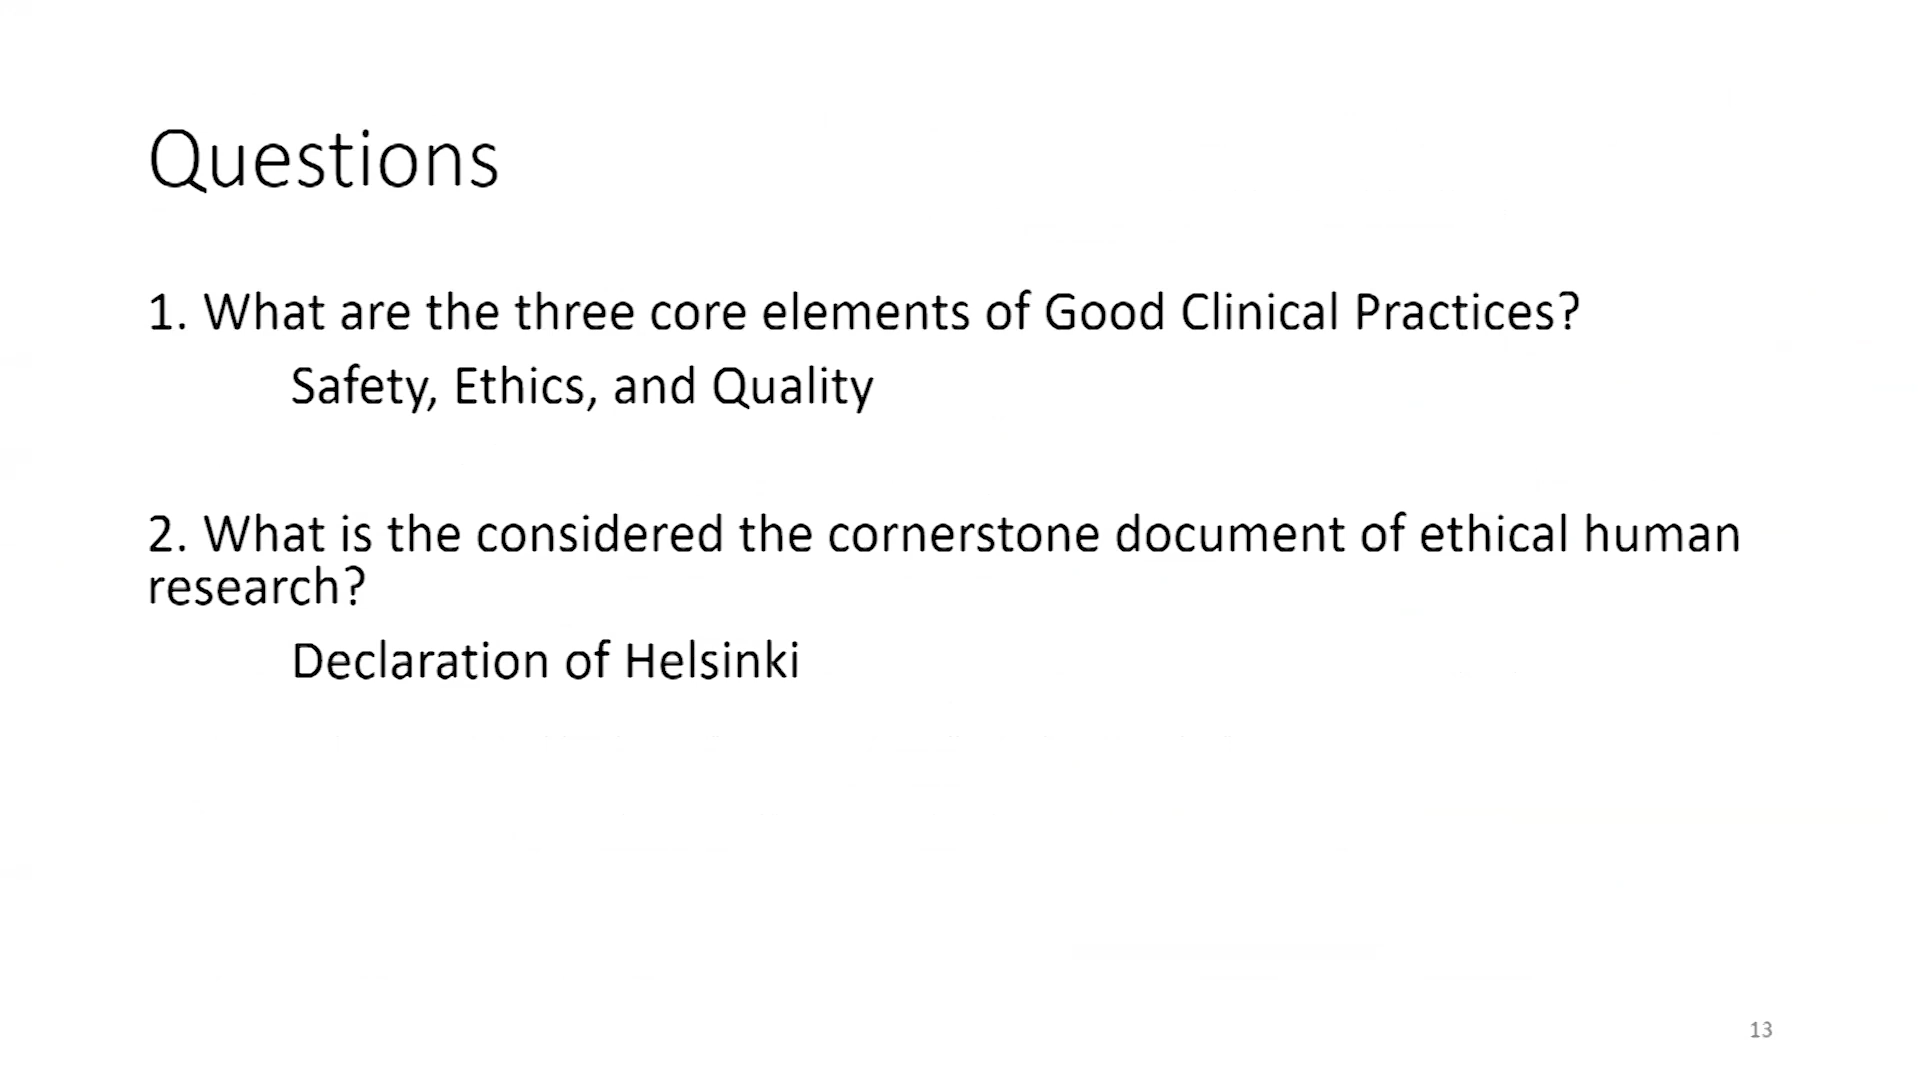 Questions
1. What are the three core elements of Good Clinical Practices?
Safety, Ethics, and Quality
2. What is the considered the cornerstone document of ethical human
research?
Declaration of Helsinki
13